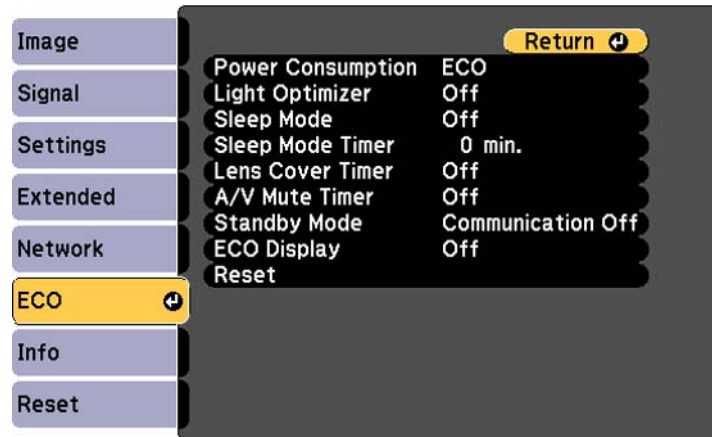 Image
Signal
Settings
Extended
Network
ECO
Info
Reset
Return
Power Consumption ECO
Light Optimizer Off
Sleep Mode Off
Sleep Mode Timer 0 min.
Lens Cover Timer Off
A/V Mute Timer Off
Standby Mode Communication Off
ECO Display Off
Reset